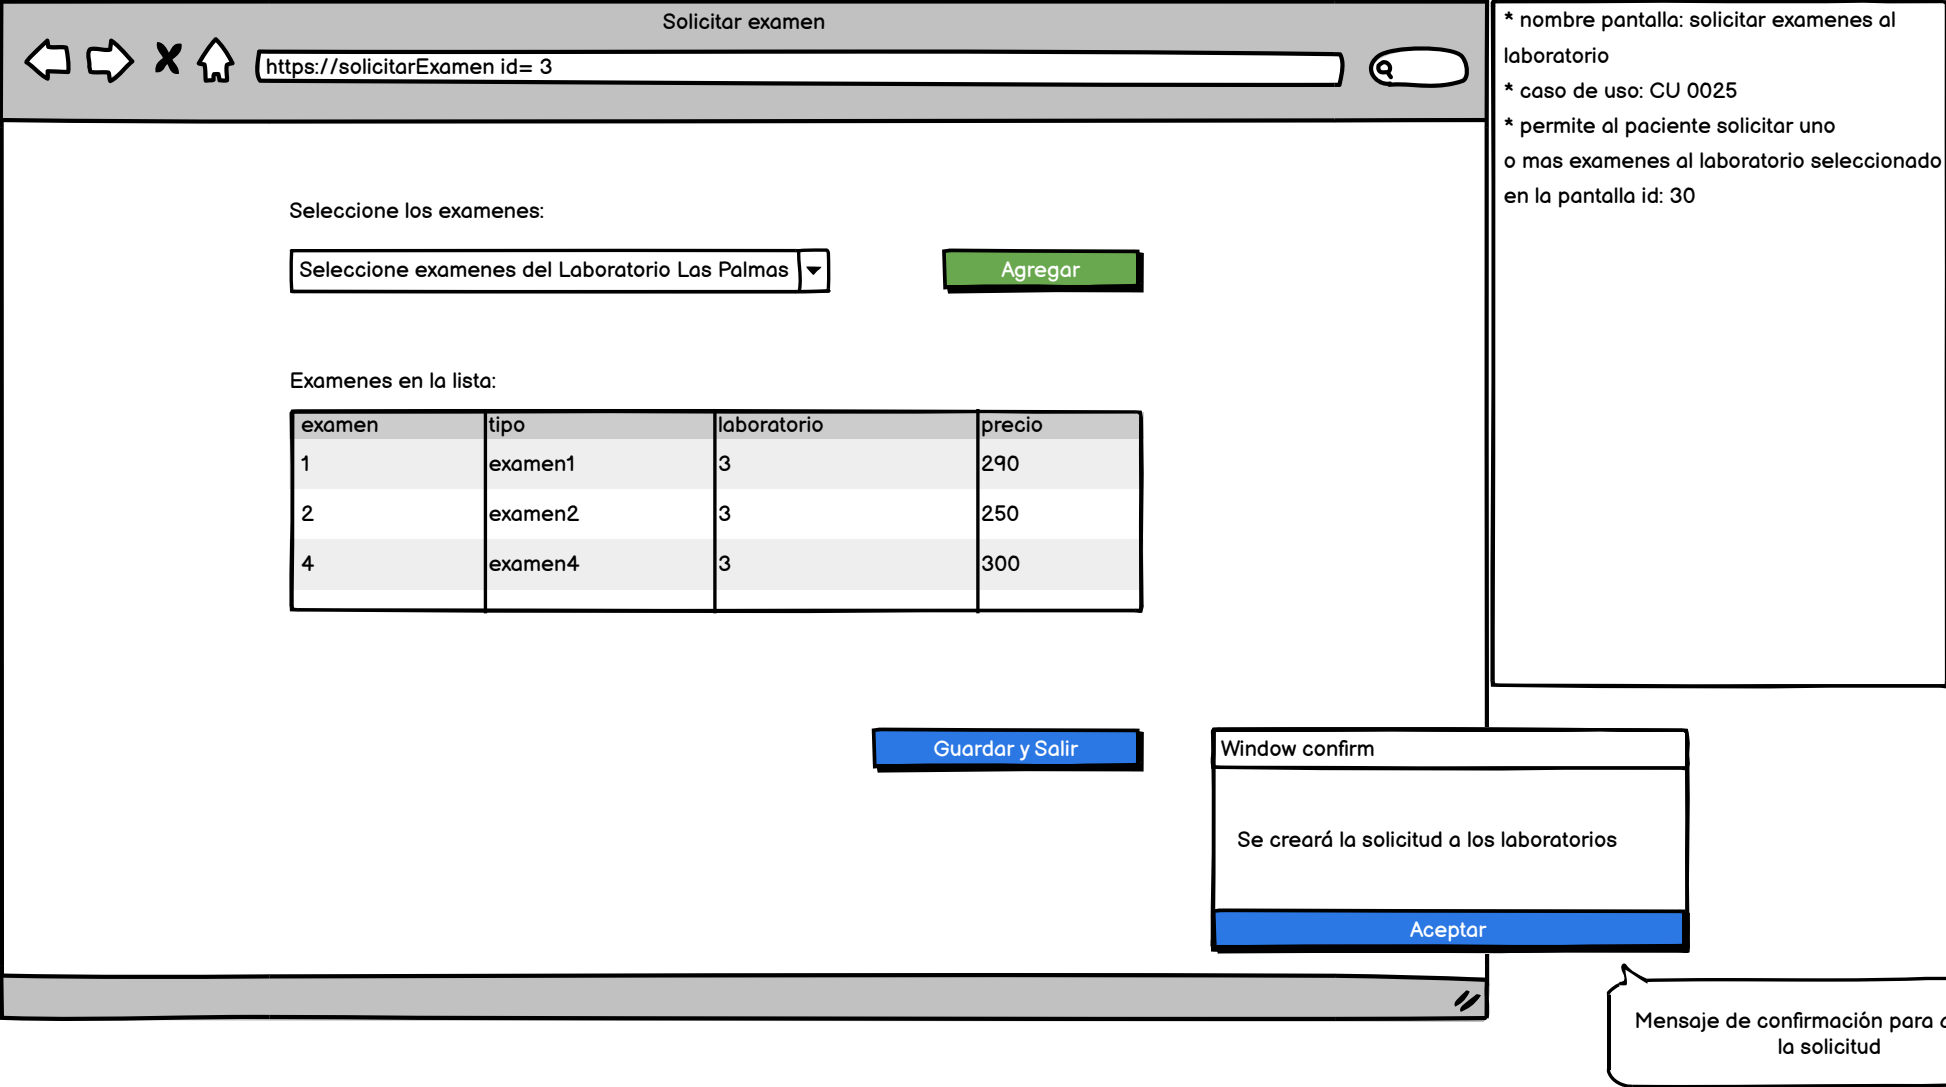 Solicitar examen
https://solicitarExamen id= 3
* nombre pantalla: solicitar examenes al
laboratorio
* caso de uso: CU 0025
* permite al paciente solicitar uno
o mas examenes al laboratorio seleccionado
en la pantalla id: 30
Seleccione los examenes:
Seleccione examenes del Laboratorio Las Palmas
Agregar
Examenes en la lista:
examen tipo laboratorio precio
1 examen1 3 290
2 examen2 3 250
4 examen4 3 300
Guardar y Salir
Window confirm
Se creará la solicitud a los laboratorios
Aceptar
Mensaje de confirmación para
la solicitud